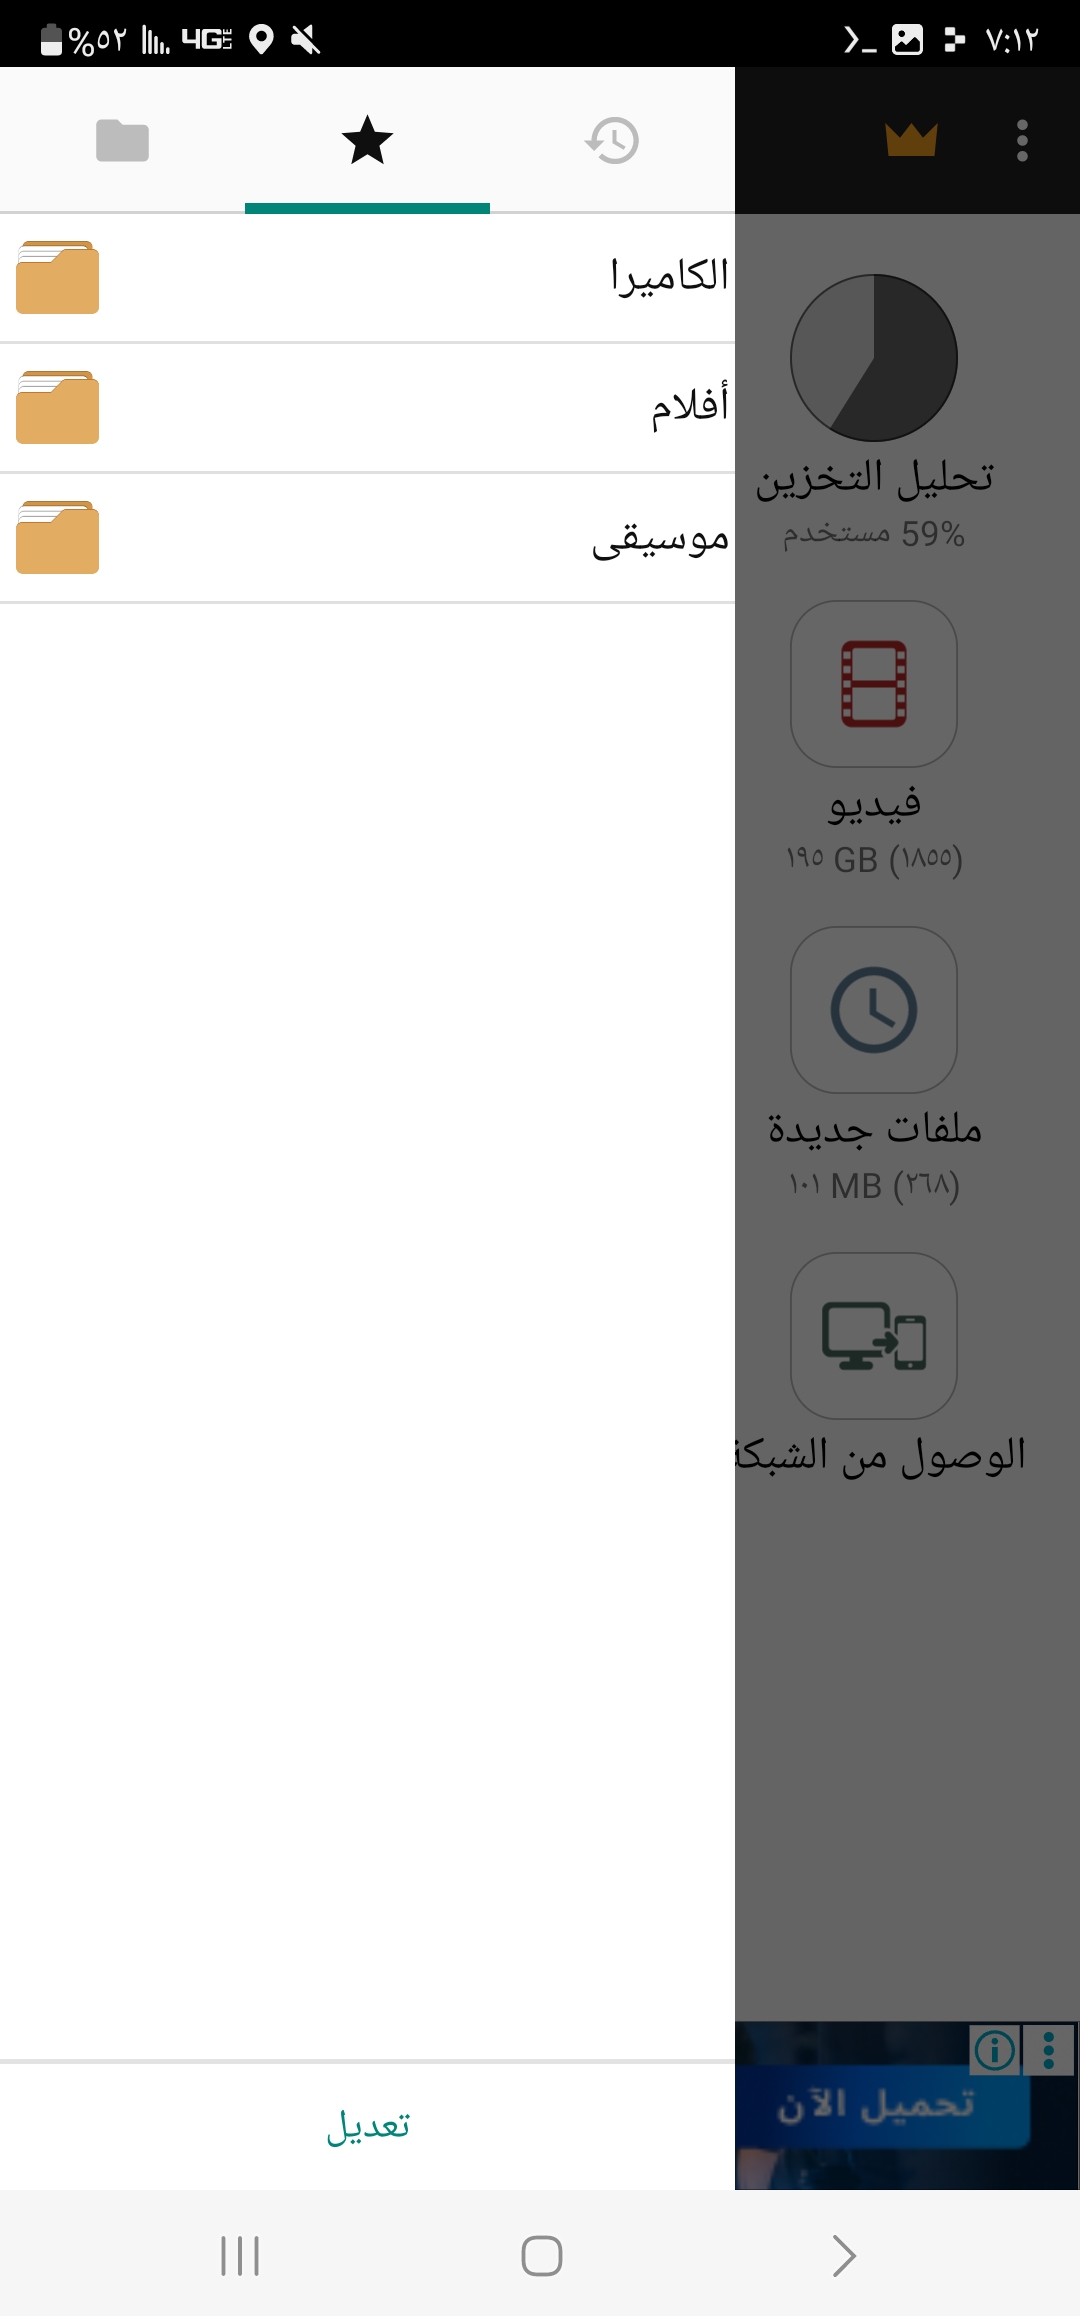 ٧:١٢
4G LTE
%٥٢
الكاميرا
أفلام
موسيقى
تعديل
تحليل التخزين
59% مستخدم
فيديو
١٩٥ GB (١٨٥٥)
ملفات جديدة
١٠١ MB (٢٦٨)
الوصول من الشبكة
تحميل الآن